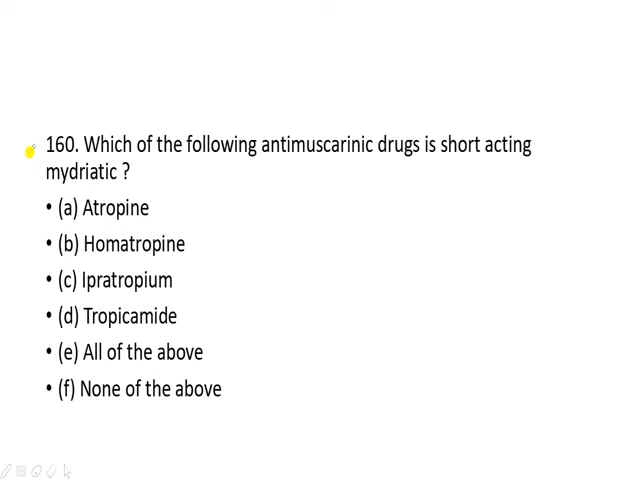 160. Which of the following antimuscarinic drugs is short acting
mydriatic ?
• (a) Atropine
• (b) Homatropine
• (c) Ipratropium
• (d) Tropicamide
• (e) All of the above
• (f) None of the above